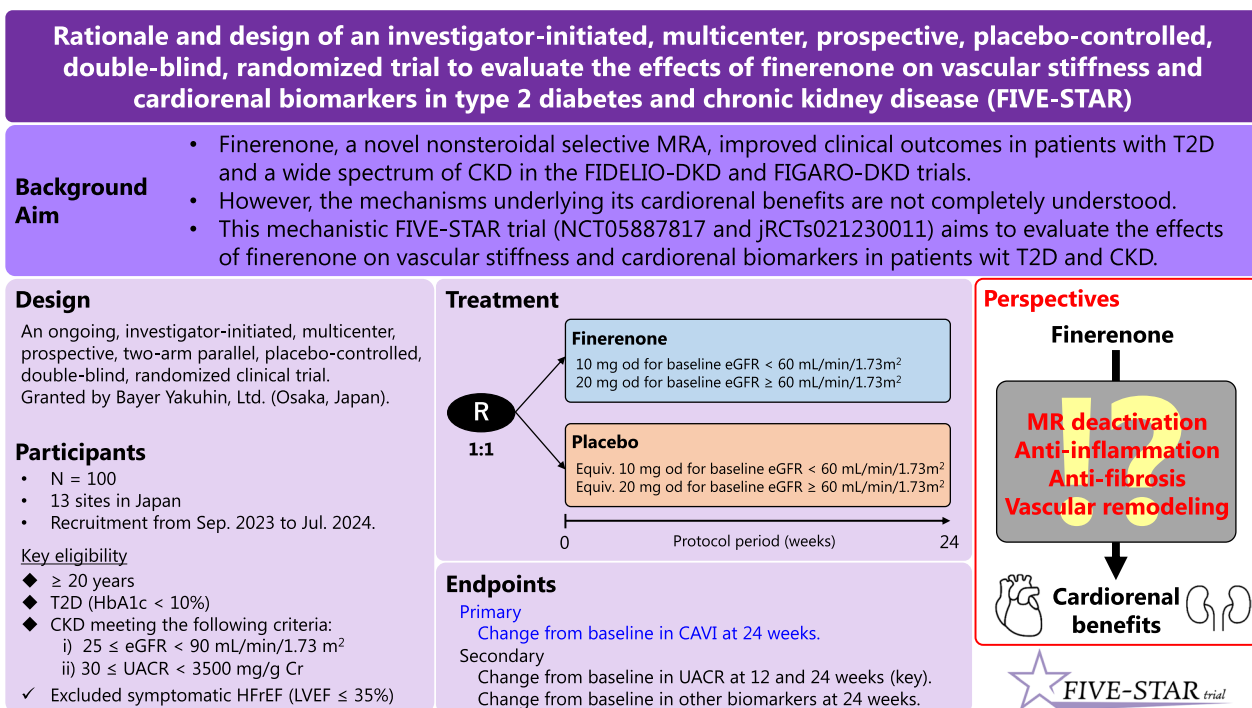 Rationale and design of an investigator-initiated, multicenter, prospective, placebo-controlled,
double-blind, randomized trial to evaluate the effects of finerenone on vascular stiffness and
cardiorenal biomarkers in type 2 diabetes and chronic kidney disease (FIVE-STAR)
Background
Aim
• Finerenone, a novel nonsteroidal selective MRA, improved clinical outcomes in patients with T2D
and a wide spectrum of CKD in the FIDELIO-DKD and FIGARO-DKD trials.
• However, the mechanisms underlying its cardiorenal benefits are not completely understood.
• This mechanistic FIVE-STAR trial (NCT05887817 and jRCTs021230011) aims to evaluate the effects
of finerenone on vascular stiffness and cardiorenal biomarkers in patients wit T2D and CKD.
Design
An ongoing, investigator-initiated, multicenter,
prospective, two-arm parallel, placebo-controlled,
double-blind, randomized clinical trial.
Granted by Bayer Yakuhin, Ltd. (Osaka, Japan).
Participants
• N = 100
• 13 sites in Japan
• Recruitment from Sep. 2023 to Jul. 2024.
Key eligibility
◆ ≥ 20 years
◆ T2D (HbA1c < 10%)
◆ CKD meeting the following criteria:
i) 25 ≤ eGFR < 90 mL/min/1.73 m²
ii) 30 ≤ UACR < 3500 mg/g Cr
✓ Excluded symptomatic HFrEF (LVEF ≤ 35%)
Treatment
R
1:1
Finerenone
10 mg od for baseline eGFR < 60 mL/min/1.73m²
20 mg od for baseline eGFR ≥ 60 mL/min/1.73m²
Placebo
Equiv. 10 mg od for baseline eGFR < 60 mL/min/1.73m²
Equiv. 20 mg od for baseline eGFR ≥ 60 mL/min/1.73m²
0 Protocol period (weeks) 24
Endpoints
Primary
Change from baseline in CAVI at 24 weeks.
Secondary
Change from baseline in UACR at 12 and 24 weeks (key).
Change from baseline in other biomarkers at 24 weeks.
Perspectives
Finerenone
!?
MR deactivation
Anti-inflammation
Anti-fibrosis
Vascular remodeling
Cardiorenal
benefits
FIVE-STAR trial